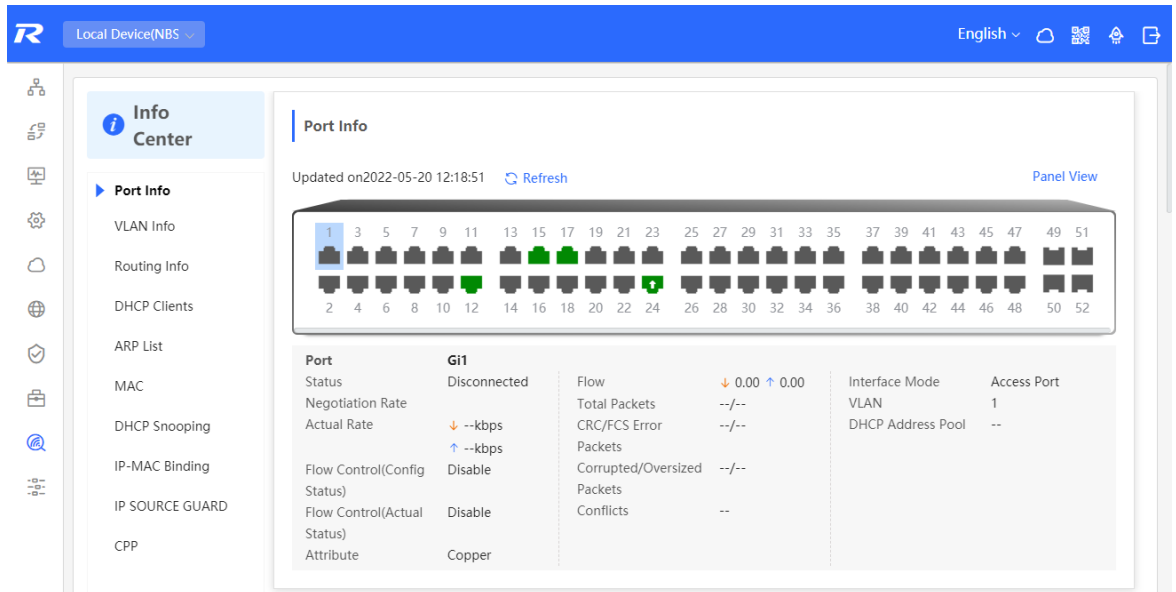 Local Device(NBS
English
Info
Center
Port Info
VLAN Info
Routing Info
DHCP Clients
ARP List
MAC
DHCP Snooping
IP-MAC Binding
IP SOURCE GUARD
CPP
Port Info
Updated on2022-05-20 12:18:51 Refresh Panel View
1 3 5 7 9 11 13 15 17 19 21 23 25 27 29 31 33 35 37 39 41 43 45 47 49 51
2 4 6 8 10 12 14 16 18 20 22 24 26 28 30 32 34 36 38 40 42 44 46 48 50 52
Port Gi1
Status Disconnected
Negotiation Rate
Actual Rate ↓ --kbps
↑ --kbps
Flow Control(Config
Status) Disable
Flow Control(Actual
Status) Disable
Attribute Copper
Flow ↓ 0.00 ↑ 0.00
Total Packets --/--
CRC/FCS Error
Packets --/--
Corrupted/Oversized
Packets --/--
Conflicts --
Interface Mode Access Port
VLAN 1
DHCP Address Pool --